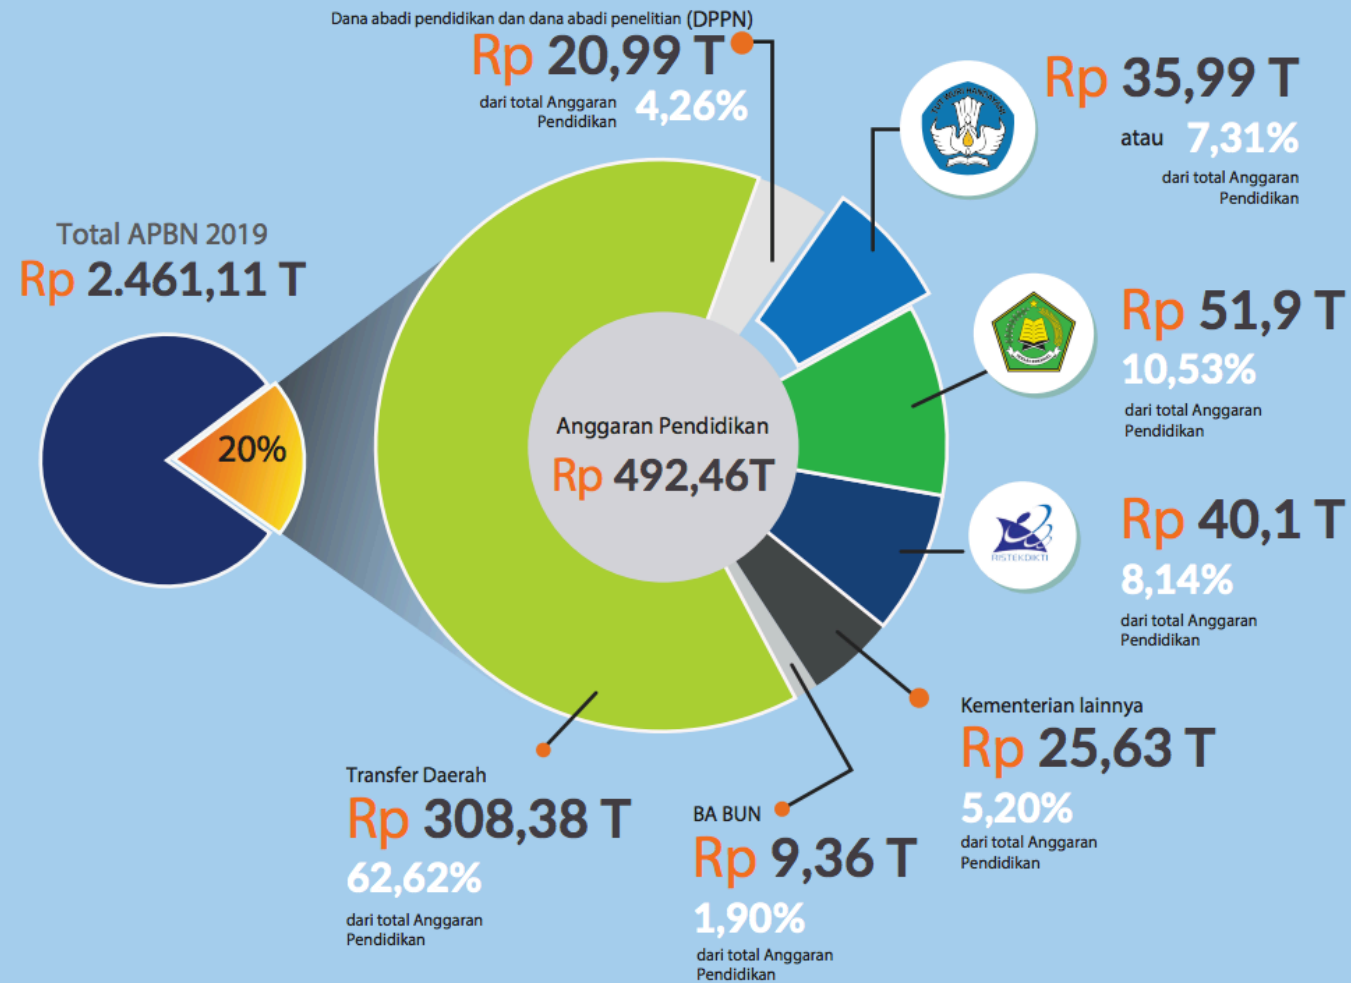 Dana abadi pendidikan dan dana abadi penelitian (DPPN)
Rp 20,99 T
dari total Anggaran
Pendidikan
4,26%
TUT WURI HANDAYANI
Rp 35,99 T
atau 7,31%
dari total Anggaran
Pendidikan
Total APBN 2019
Rp 2.461,11 T
20%
Anggaran Pendidikan
Rp 492,46T
Rp 51,9 T
10,53%
dari total Anggaran
Pendidikan
RISTEKDIKTI
Rp 40,1 T
8,14%
dari total Anggaran
Pendidikan
Kementerian lainnya
Rp 25,63 T
5,20%
dari total Anggaran
Pendidikan
Transfer Daerah
Rp 308,38 T
62,62%
dari total Anggaran
Pendidikan
BA BUN
Rp 9,36 T
1,90%
dari total Anggaran
Pendidikan